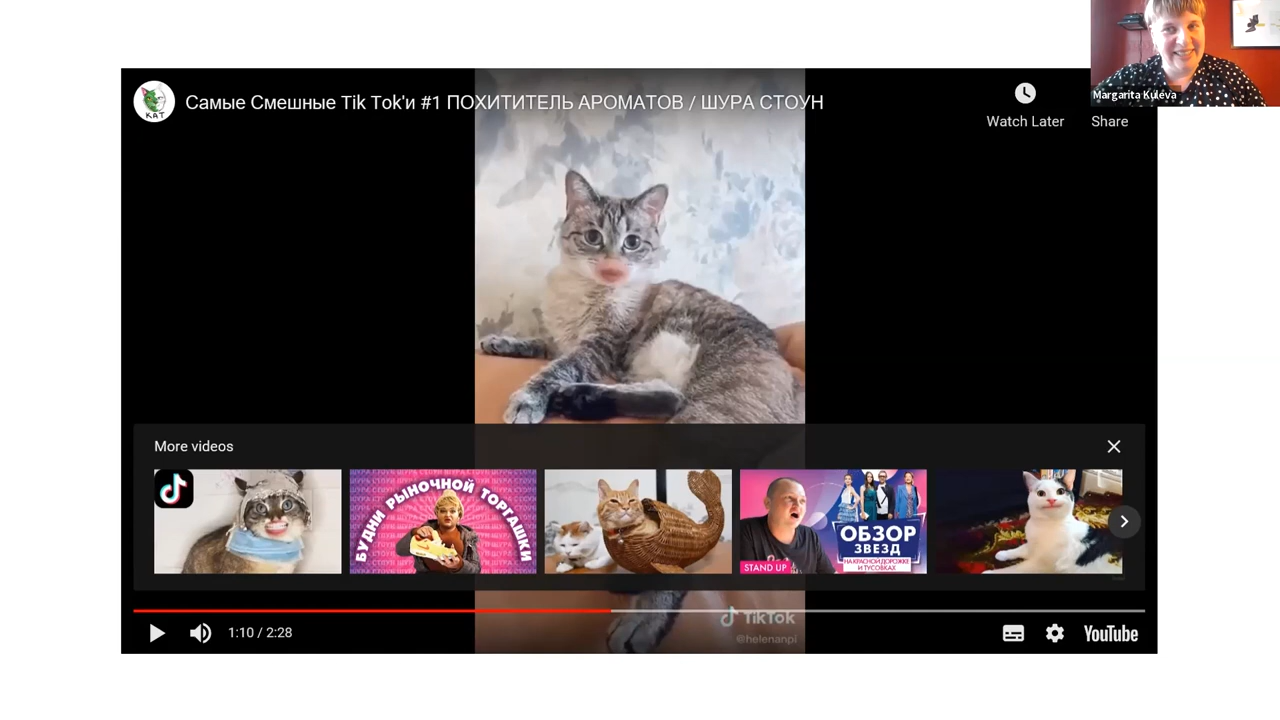 Самые Смешные Tik Tok'и #1 ПОХИТИТЕЛЬ АРОМАТОВ / ШУРА СТОУН
КАТ
Watch Later
Share
Margarita Kuleva
More videos
БУДНИ РЫНОЧНОЙ ТОРГАШКИ
STAND UP
ОБЗОР
ЗВЕЗД
НА КРАСНОЙ ДОРОЖКЕ
И ТУСОВКАХ
TikTok
@helenanpi
1:10 / 2:28
YouTube